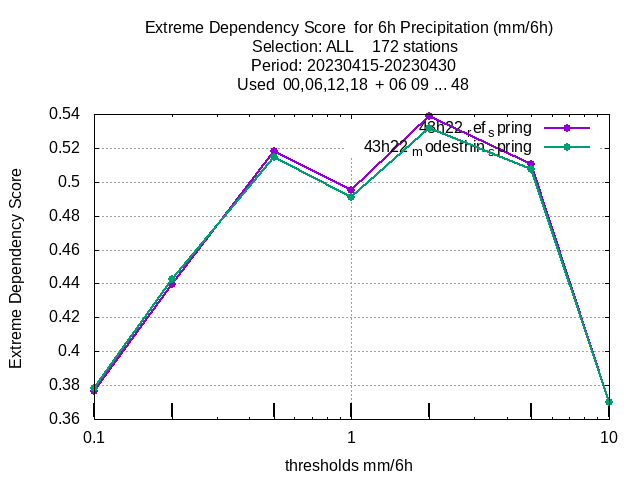 Extreme Dependency Score  for 6h Precipitation (mm/6h)
Selection: ALL    172 stations
Period: 20230415-20230430
Used  00,06,12,18  + 06 09 ... 48
43h22_ref_spring
43h22_modesthin_spring
Extreme Dependency Score
0.54
0.52
0.5
0.48
0.46
0.44
0.42
0.4
0.38
0.36
0.1
1
10
thresholds mm/6h